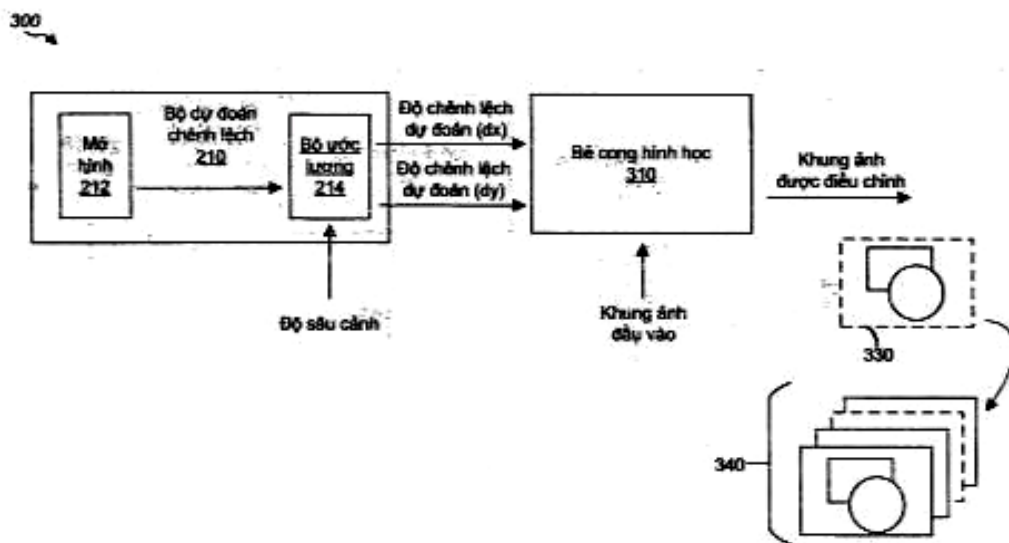 300
Bộ dự đoán
chênh lệch
210
Mô
hình
212
Bộ ước
lượng
214
Độ chênh lệch
dự đoán (dx)
Độ chênh lệch
dự đoán (dy)
Bẻ cong hình học
310
Khung ảnh
được điều chỉnh
Độ sâu cảnh
Khung ảnh
đầu vào
330
340